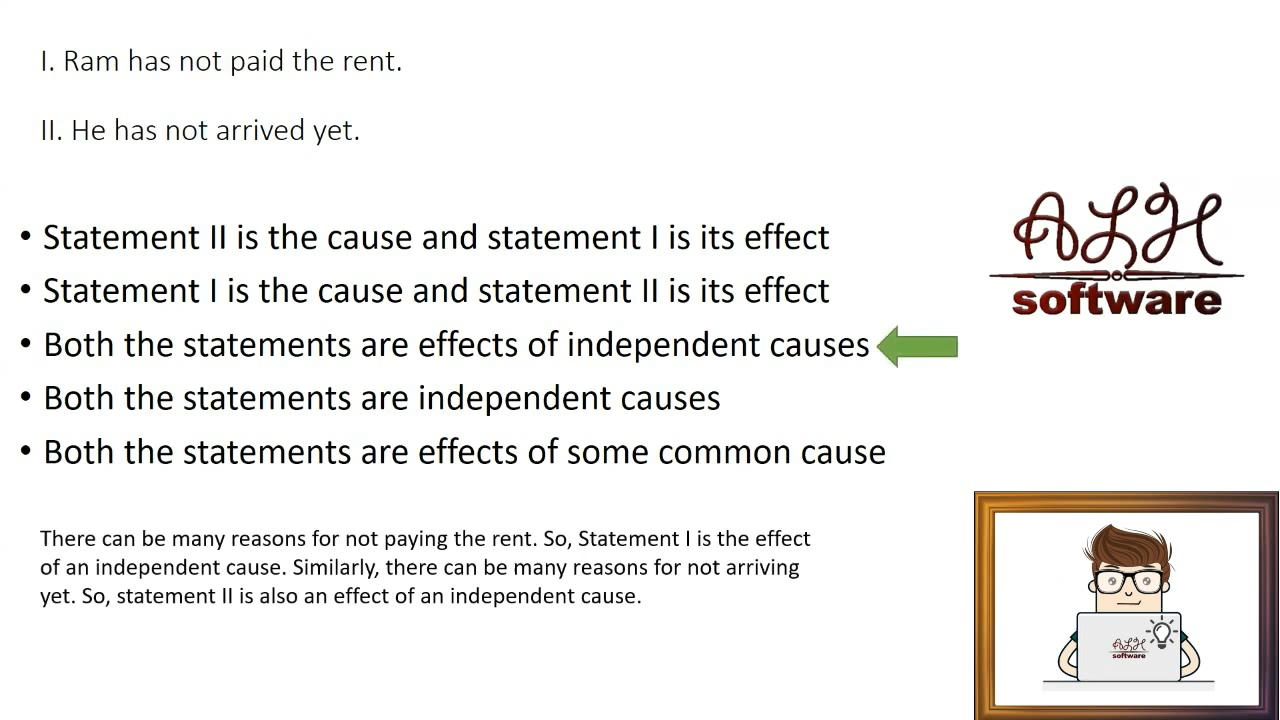 I. Ram has not paid the rent.
II. He has not arrived yet.
• Statement II is the cause and statement I is its effect
• Statement I is the cause and statement II is its effect
• Both the statements are effects of independent causes
• Both the statements are independent causes
• Both the statements are effects of some common cause
ALH
software
There can be many reasons for not paying the rent. So, Statement I is the effect
of an independent cause. Similarly, there can be many reasons for not arriving
yet. So, statement II is also an effect of an independent cause.
ALH
software